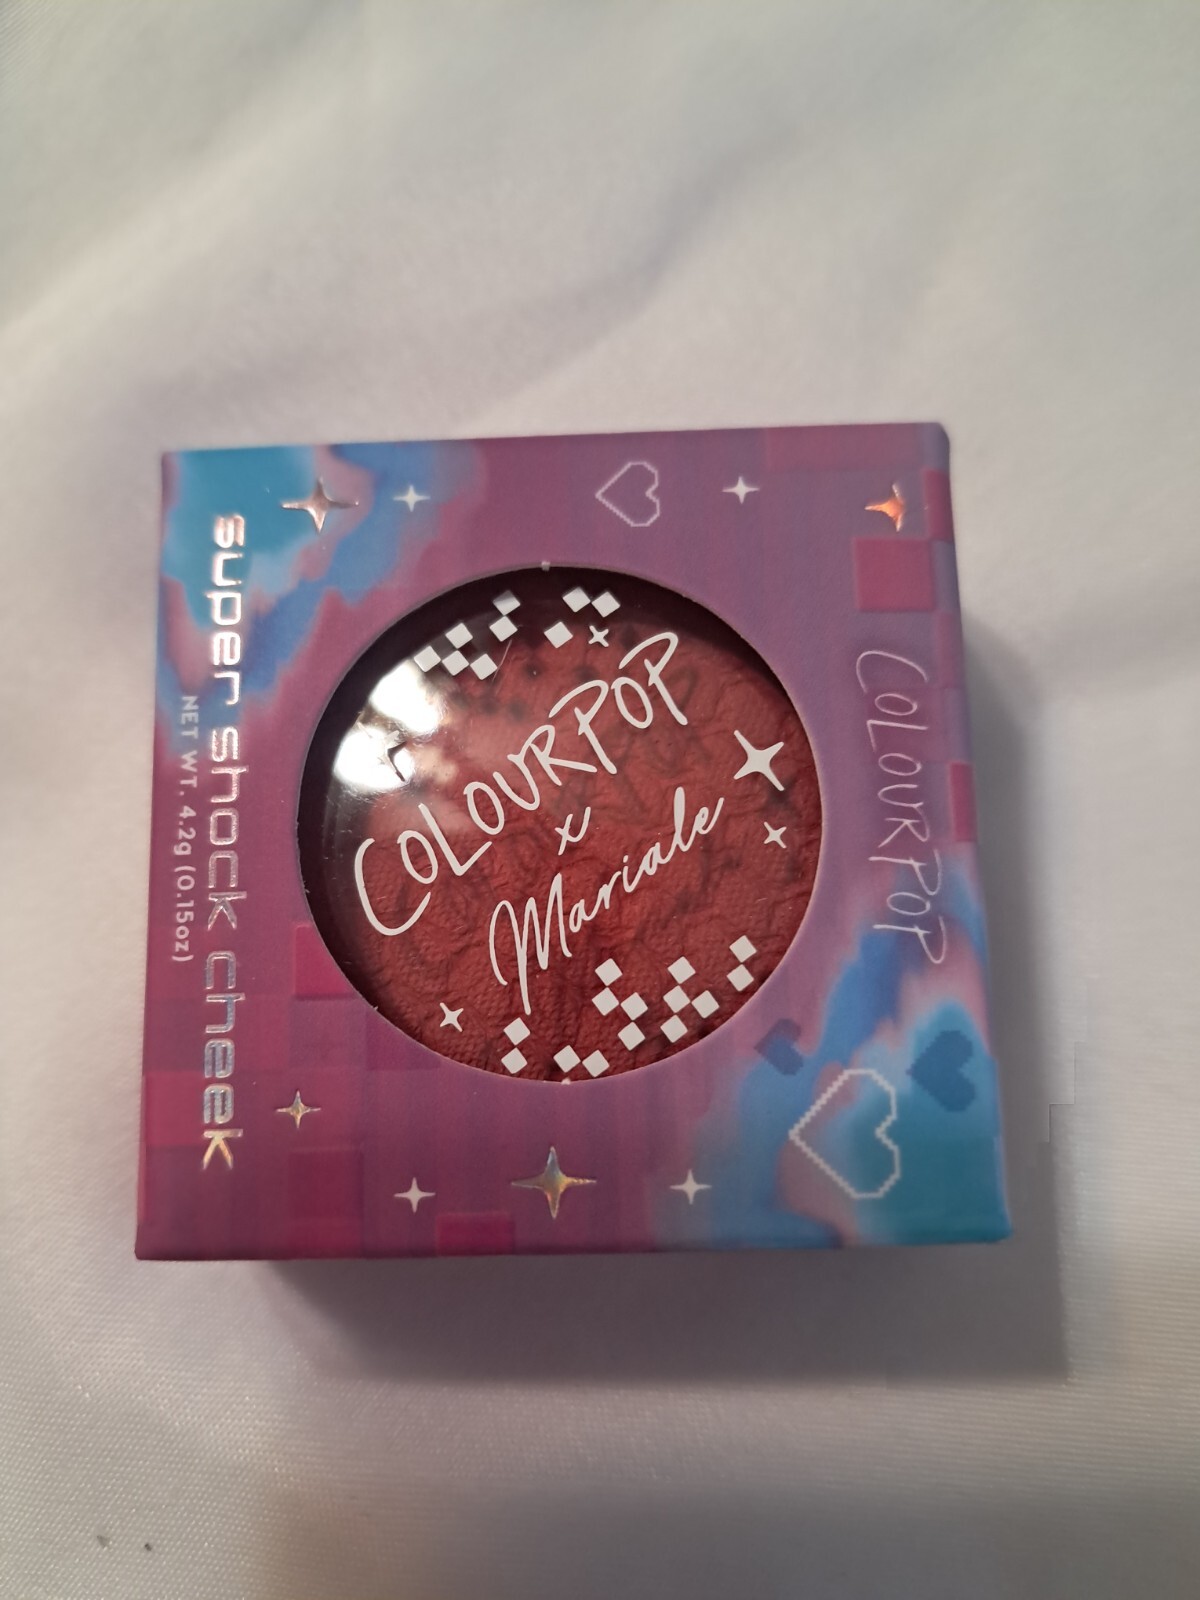 COLOURPOP
x
Mariale
super shock cheek
NET WT. 4.2g (0.15oz)
COLOURPOP